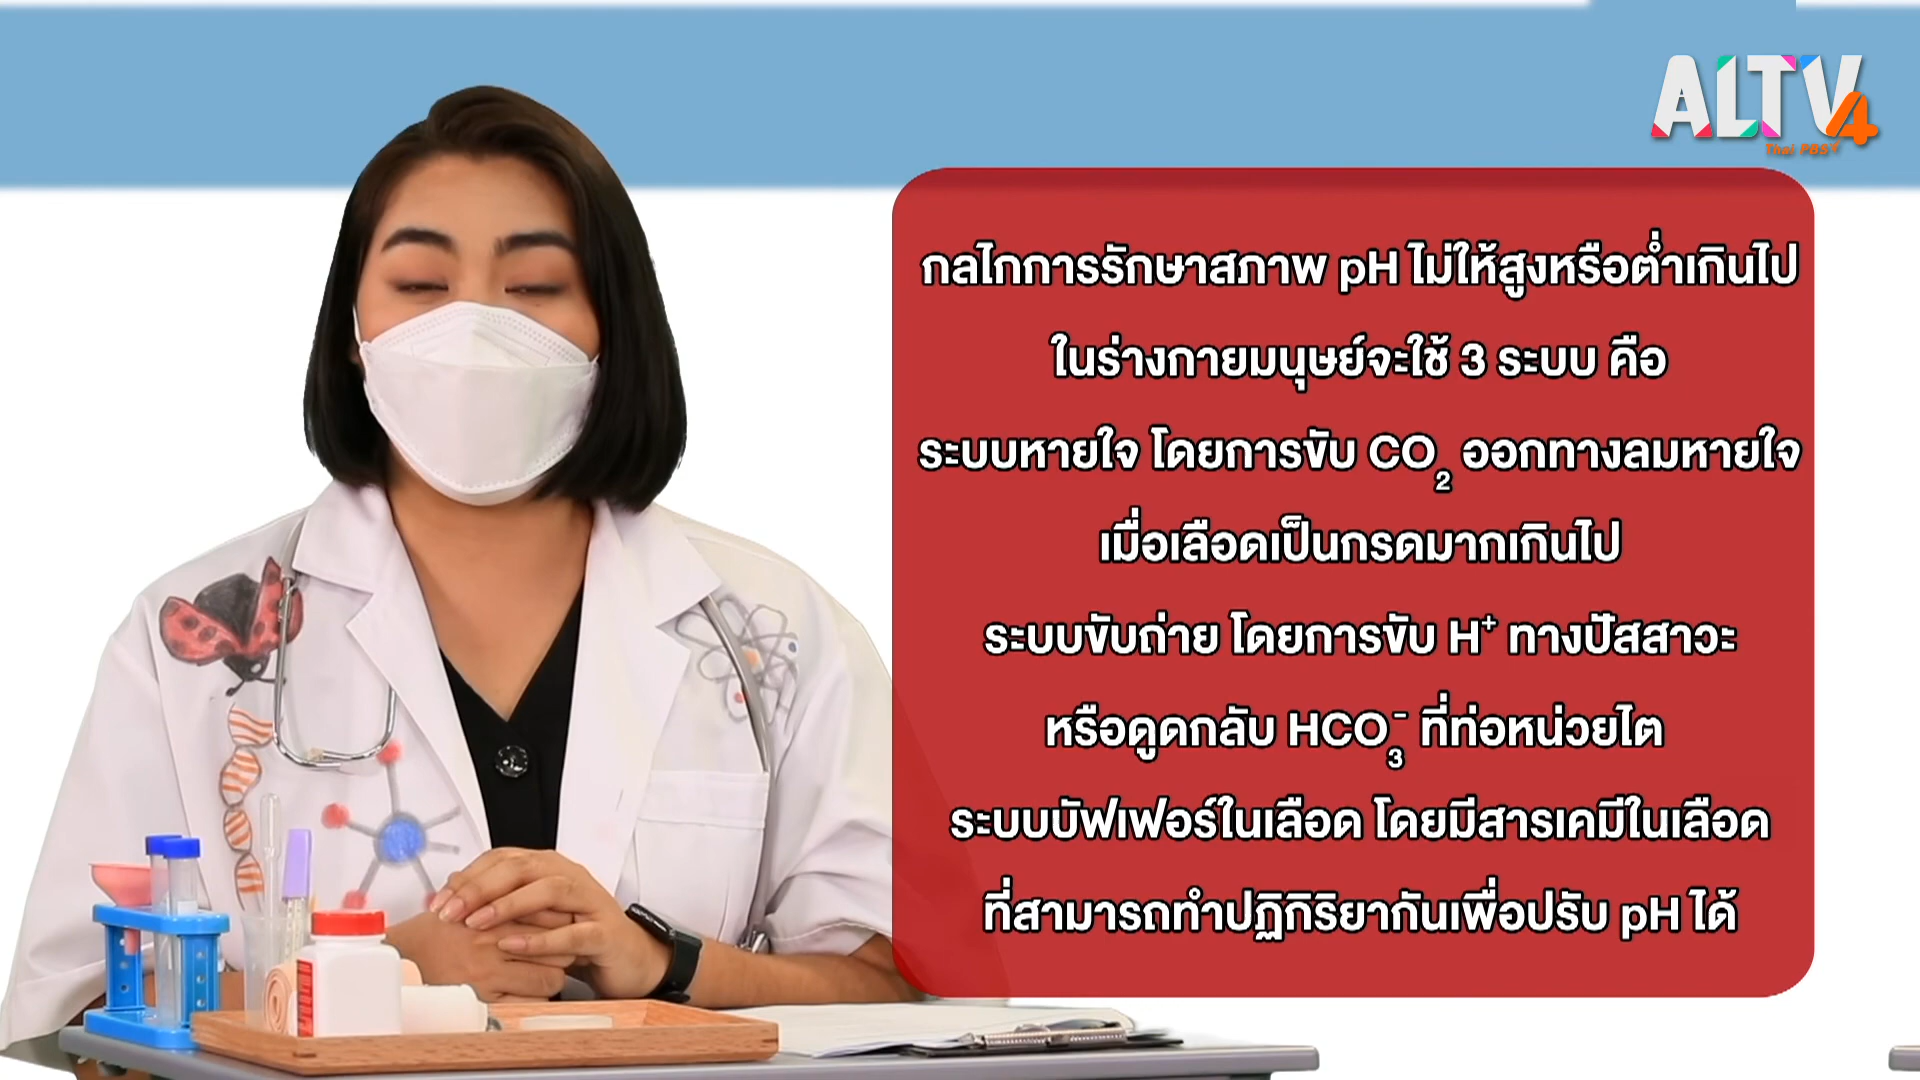 ALTV4
Thai PBS
กลไกการรักษาสภาพ pH ไม่ให้สูงหรือต่ำเกินไป
ในร่างกายมนุษย์จะใช้ 3 ระบบ คือ
ระบบหายใจ โดยการขับ CO₂ ออกทางลมหายใจ
เมื่อเลือดเป็นกรดมากเกินไป
ระบบขับถ่าย โดยการขับ H⁺ ทางปัสสาวะ
หรือดูดกลับ HCO₃⁻ ที่ท่อหน่วยไต
ระบบบัฟเฟอร์ในเลือด โดยมีสารเคมีในเลือด
ที่สามารถทำปฏิกิริยากันเพื่อปรับ pH ได้